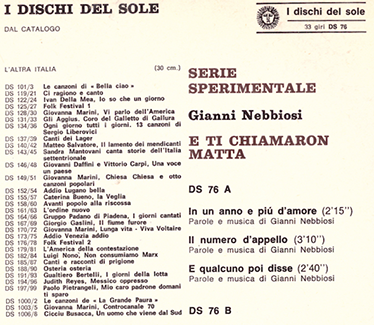 I DISCHI DEL SOLE
DAL CATALOGO
L'ALTRA ITALIA (30 cm.)
DS 101/3 Le canzoni di « Bella ciao »
DS 119/21 Ci ragiono e canto
DS 122/24 Ivan Della Mea, Io so che un giorno
DS 125/27 Folk Festival 1
DS 128/30 Giovanna Marini, Vi parlo dell'America
DS 131/33 Gli Aggius. Coro del Galletto di Gallura
DS 134/36 Ogni giorno tutti i giorni. 13 canzoni di
Sergio Liberovici
DS 137/39 Canti del Lager
DS 140/42 Matteo Salvatore, Il lamento dei mendicanti
DS 143/45 Sandra Mantovani canta storie dell'Italia
settentrionale
DS 146/48 Giovanni Daffini e Vittorio Carpi, Una voce
un paese
DS 149/51 Giovanna Marini, Chiesa Chiesa e otto
canzoni popolari
DS 152/54 Addio Lugano bella
DS 155/57 Caterina Bueno, la Veglia
DS 158/60 Avanti popolo alla riscossa
DS 161/63 L'ordine nuovo
DS 164/66 Gruppo Padano di Piadena, I giorni cantati
DS 167/69 Giorgio Gaslini, Il fiume furore
DS 170/72 Giovanna Marini, Lunga vita - Viva Voltaire
DS 173/75 Addio Venezia addio
DS 176/78 Folk Festival 2
DS 179/81 L'America della contestazione
DS 182/84 Luigi Nono, Non consumiamo Marx
DS 185/87 Canti e racconti di prigione
DS 188/90 Osteria osteria
DS 191/93 Gualtiero Bertelli, I giorni della lotta
DS 194/96 Judith Reyes, Messico oppresso
DS 197/99 Paolo Pietrangeli, Mio caro padrone domani
ti sparo
DS 1000/2 Le canzoni de « La Grande Paura »
DS 1003/5 Giovanna Marini, Controcanale 70
DS 1006/8 Ciccio Busacca, Un uomo che viene dal Sud
I dischi del sole
33 giri DS 76
SERIE
SPERIMENTALE
Gianni Nebbiosi
E TI CHIAMARON
MATTA
DS 76 A
In un anno e piú d'amore (2'15")
Parole e musica di Gianni Nebbiosi
Il numero d'appello (3'10")
Parole e musica di Gianni Nebbiosi
E qualcuno poi disse (2'40")
Parole e musica di Gianni Nebbiosi
DS 76 B